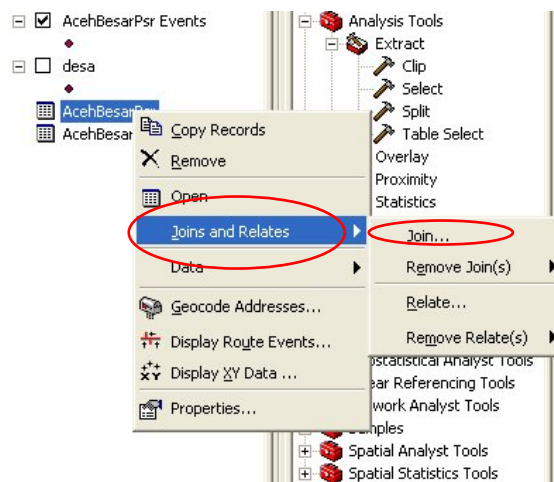 AcehBesarPsr Events
desa
AcehBesarPsr
AcehBesar
Copy Records
Remove
Open
Joins and Relates
Data
Geocode Addresses...
Display Route Events...
Display XY Data ...
Properties...
Join...
Remove Join(s)
Relate...
Remove Relate(s)
Analysis Tools
Extract
Clip
Select
Split
Table Select
Overlay
Proximity
Statistics
ostatistical Analyst Tools
ear Referencing Tools
work Analyst Tools
mples
Spatial Analyst Tools
Spatial Statistics Tools